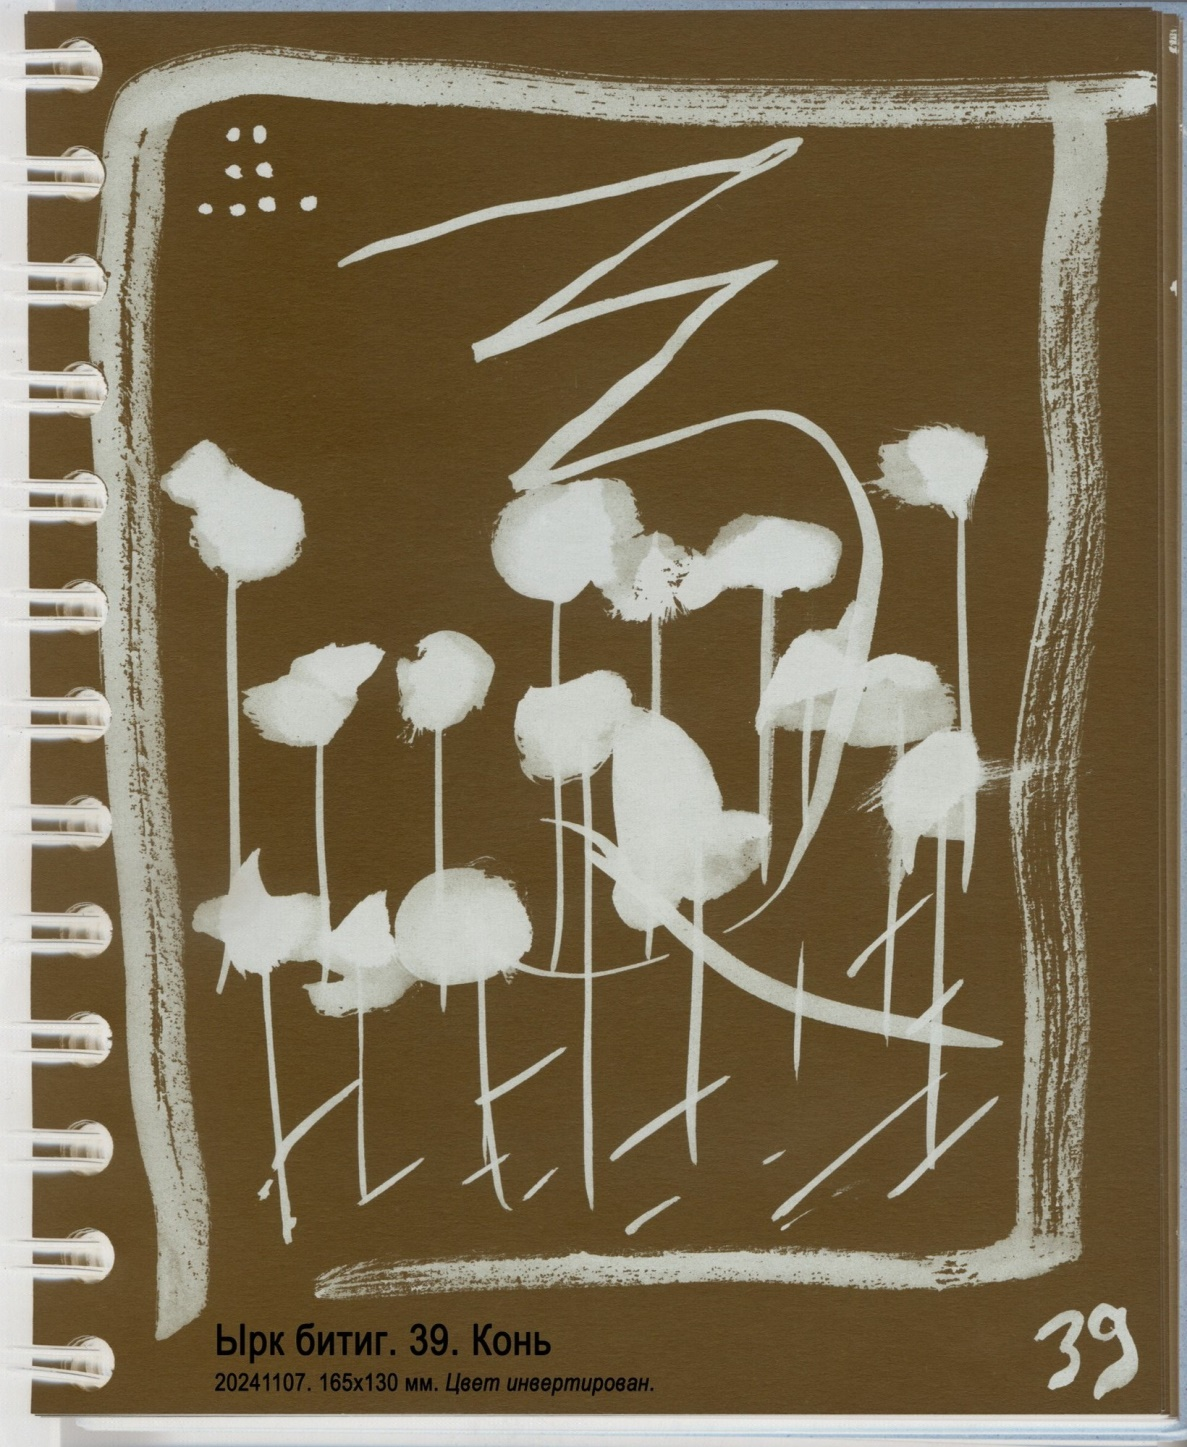 39
Ырк битиг. 39. Конь
20241107. 165x130 мм. Цвет инвертирован.